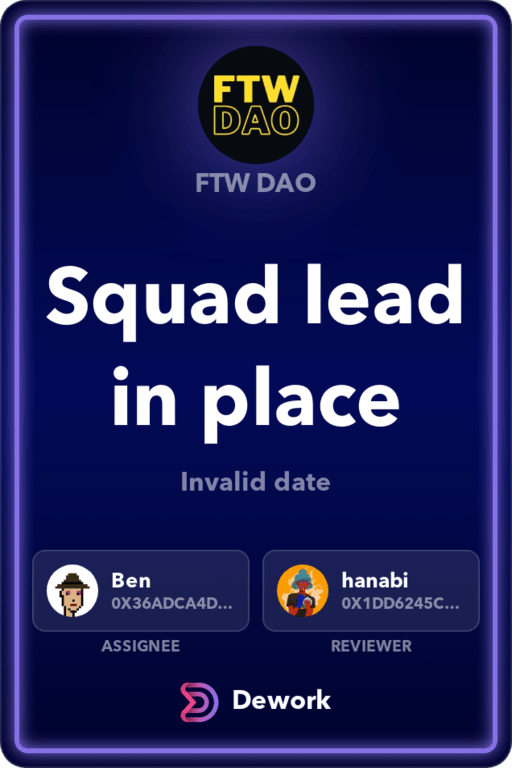 FTW
DAO
FTW DAO
Squad lead
in place
Invalid date
Ben
0X36ADCA4D...
hanabi
0X1DD6245C...
ASSIGNEE
REVIEWER
Dework